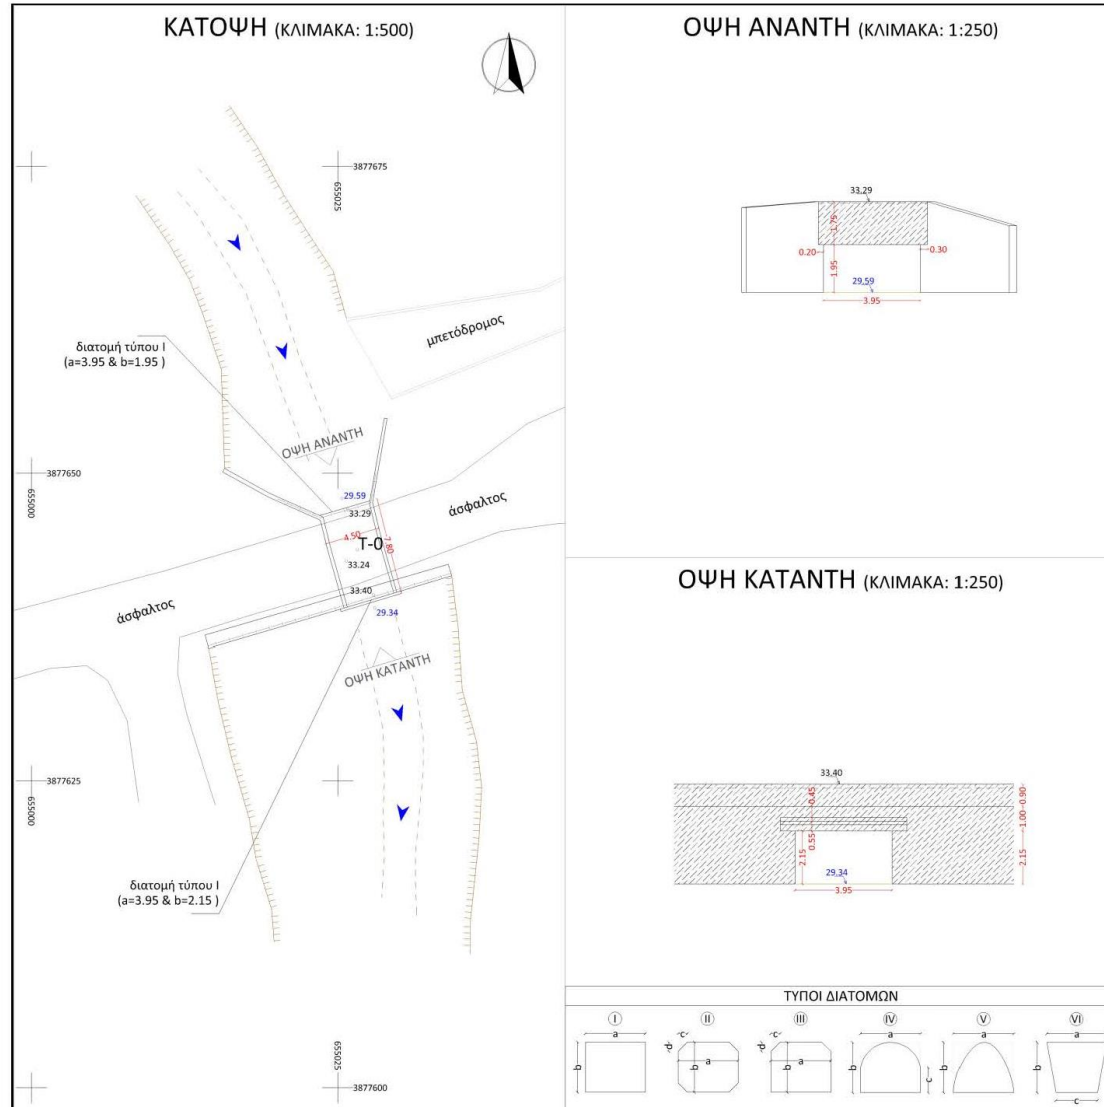 ΚΑΤΟΨΗ (ΚΛΙΜΑΚΑ: 1:500)
3877675
655025
διατομή τύπου Ι
(a=3.95 & b=1.95 )
μπετόδρομος
ΟΨΗ ΑΝΑΝΤΗ
3877650
655000
29.59
33.29
άσφαλτος
4.50
7.80
T-0
33.24
33.40
29.34
άσφαλτος
ΟΨΗ ΚΑΤΑΝΤΗ
3877625
655000
διατομή τύπου Ι
(a=3.95 & b=2.15 )
655025
3877600
ΟΨΗ ΑΝΑΝΤΗ (ΚΛΙΜΑΚΑ: 1:250)
33.29
1.75
0.20
0.30
1.95
29.59
3.95
ΟΨΗ ΚΑΤΑΝΤΗ (ΚΛΙΜΑΚΑ: 1:250)
33.40
0.45
0.90
1.00
0.55
2.15
2.15
29.34
3.95
ΤΥΠΟΙ ΔΙΑΤΟΜΩΝ
I II III IV V VI
a c c a a a
d d
b b a b a b b b
c
c